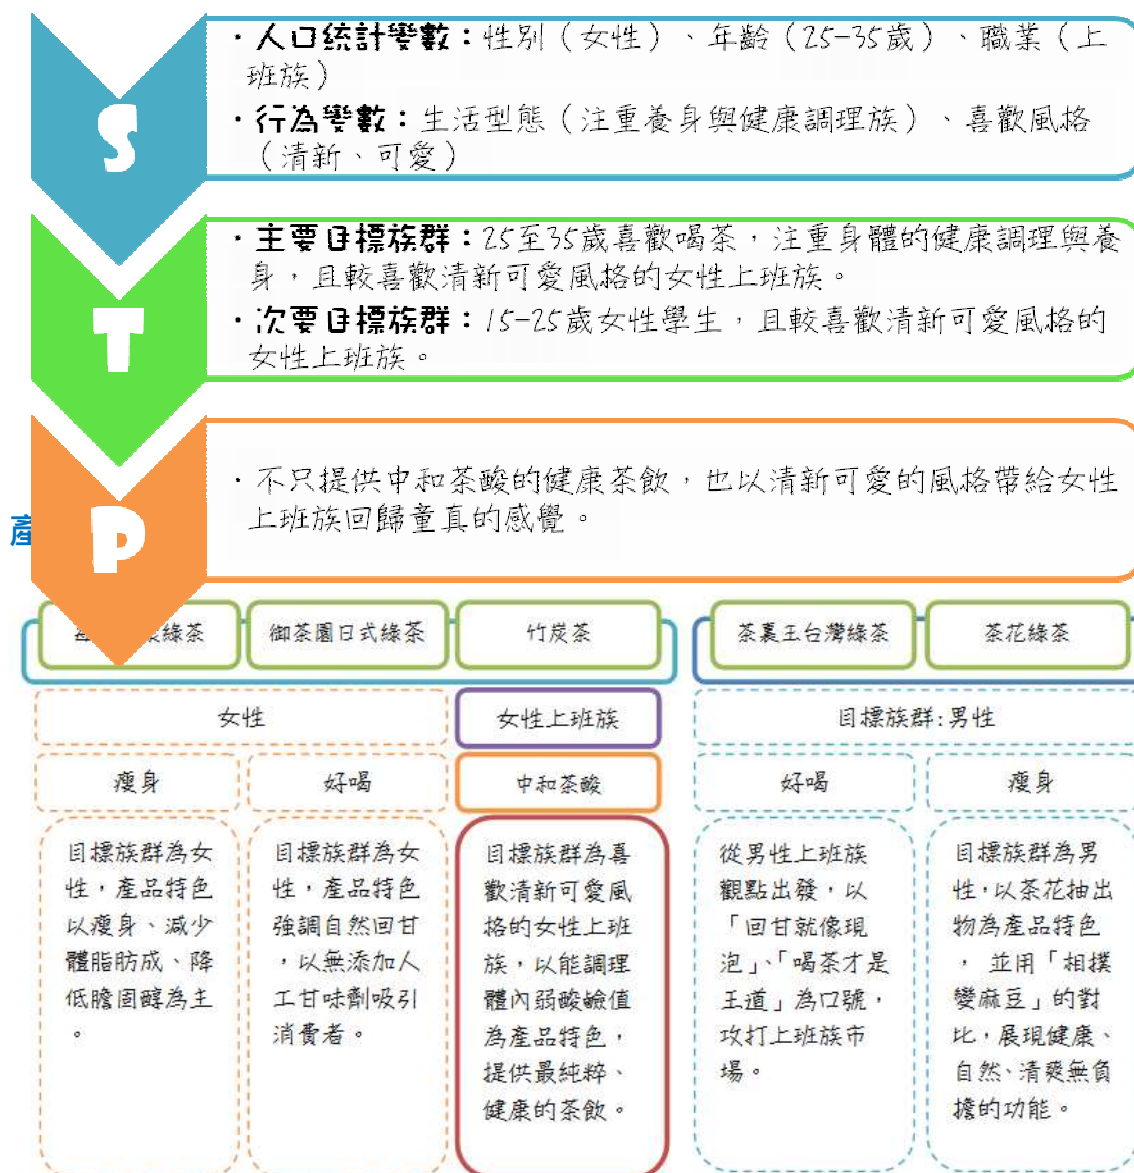 S
・人口統計變數：性別（女性）、年齡（25-35歲）、職業（上
班族）
・行為變數：生活型態（注重養身與健康調理族）、喜歡風格
（清新、可愛）
T
・主要目標族群：25至35歲喜歡喝茶，注重身體的健康調理與養
身，且較喜歡清新可愛風格的女性上班族。
・次要目標族群：15-25歲女性學生，且較喜歡清新可愛風格的
女性上班族。
P
・不只提供中和茶酸的健康茶飲，也以清新可愛的風格帶給女性
上班族回歸童真的感覺。
產
綠茶
御茶園日式綠茶
竹炭茶
茶裏王台灣綠茶
茶花綠茶
女性
女性上班族
目標族群:男性
瘦身
好喝
中和茶酸
好喝
瘦身
目標族群為女
性，產品特色
以瘦身、減少
體脂肪成、降
低膽固醇為主
。
目標族群為女
性，產品特色
強調自然回甘
，以無添加人
工甘味劑吸引
消費者。
目標族群為喜
歡清新可愛風
格的女性上班
族，以能調理
體內弱酸鹼值
為產品特色，
提供最純粹、
健康的茶飲。
從男性上班族
觀點出發，以
「回甘就像現
泡」、「喝茶才是
王道」為口號，
攻打上班族市
場。
目標族群為男
性，以茶花抽出
物為產品特色
，並用「相撲
變麻豆」的對
比，展現健康、
自然、清爽無負
擔的功能。